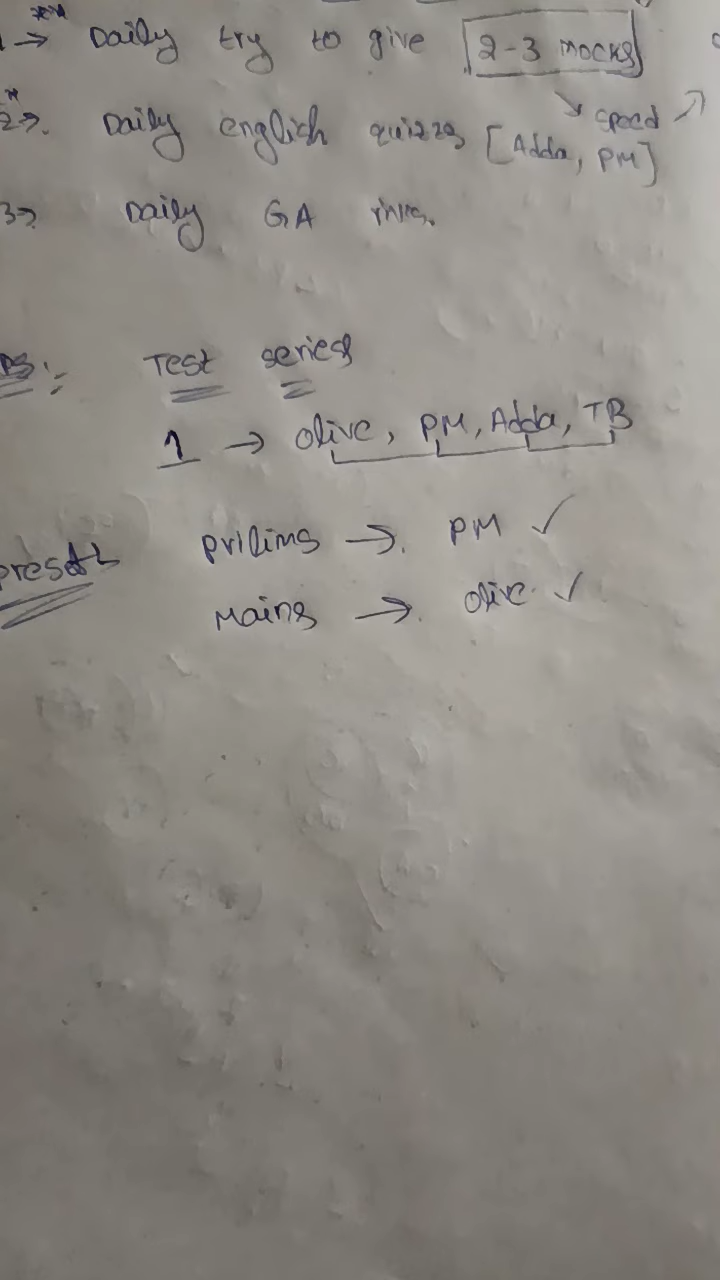 1→ Daily try to give 2-3 mocks
→ speed ↗
2→. Daily english quizzes [Adda, PM]
3→ Daily GA
PS:- Test series
1 → olive, PM, Adda, TB
prilims →. PM ✓
Mains →. olive. ✓